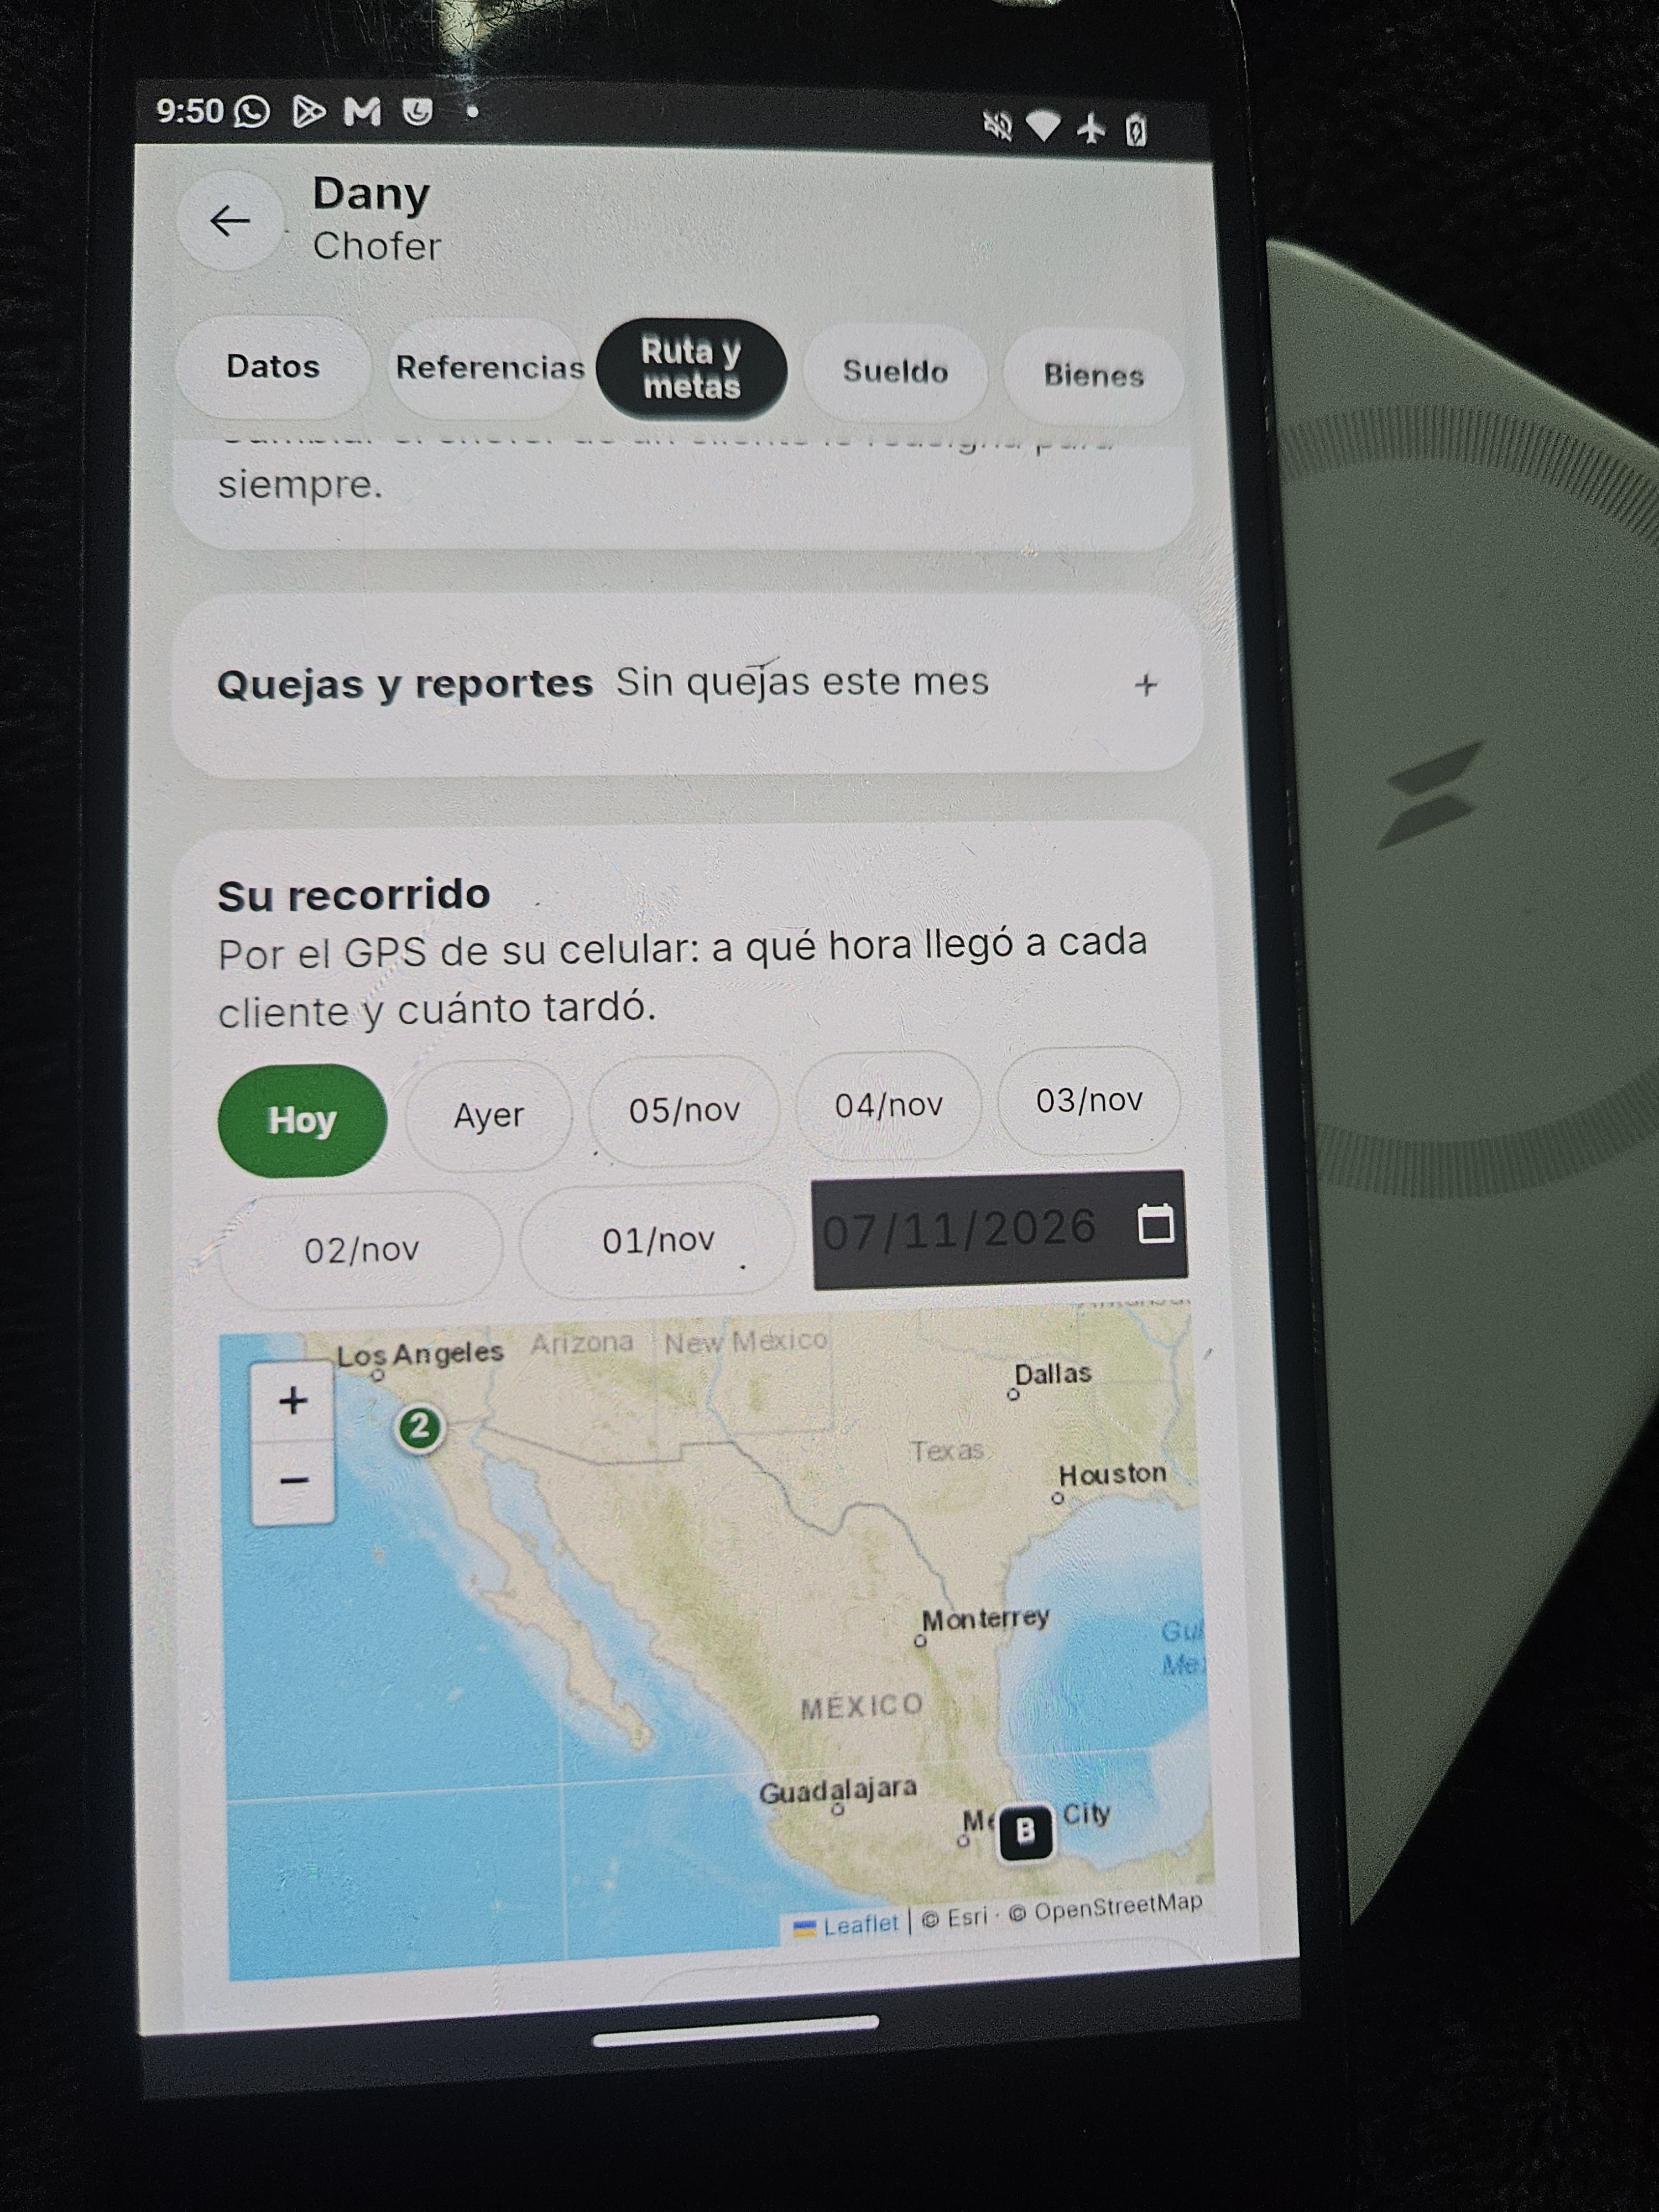 9:50
Dany
Chofer
Datos
Referencias
Ruta y
metas
Sueldo
Bienes
siempre.
Quejas y reportes Sin quejas este mes +
Su recorrido
Por el GPS de su celular: a qué hora llegó a cada
cliente y cuánto tardó.
Hoy
Ayer
05/nov
04/nov
03/nov
02/nov
01/nov
07/11/2026
Los Angeles
Arizona
New Mexico
Dallas
+
2
Texas
Houston
−
Monterrey
MÉXICO
Guadalajara
B
City
Leaflet | © Esri · © OpenStreetMap